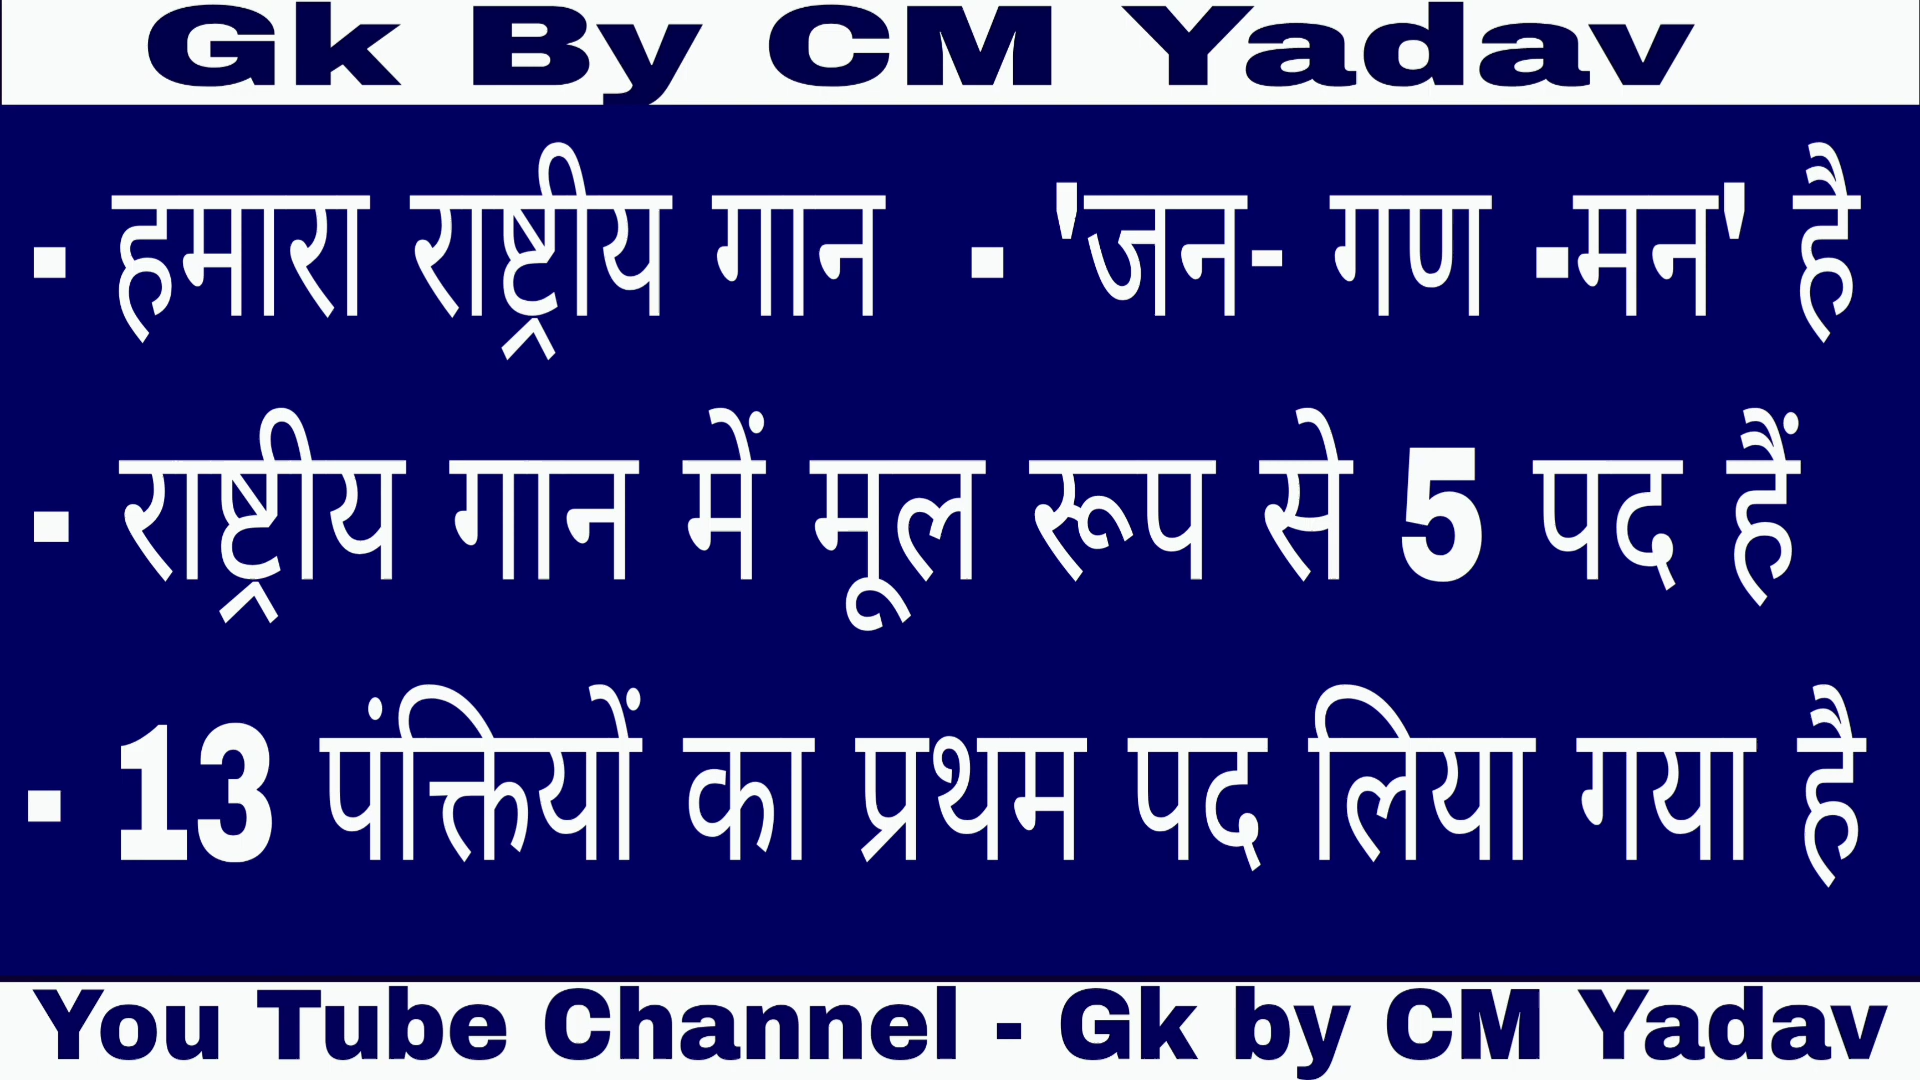 Gk By CM Yadav
- हमारा राष्ट्रीय गान - 'जन- गण -मन' है
- राष्ट्रीय गान में मूल रूप से 5 पद हैं
- 13 पंक्तियों का प्रथम पद लिया गया है
You Tube Channel - Gk by CM Yadav